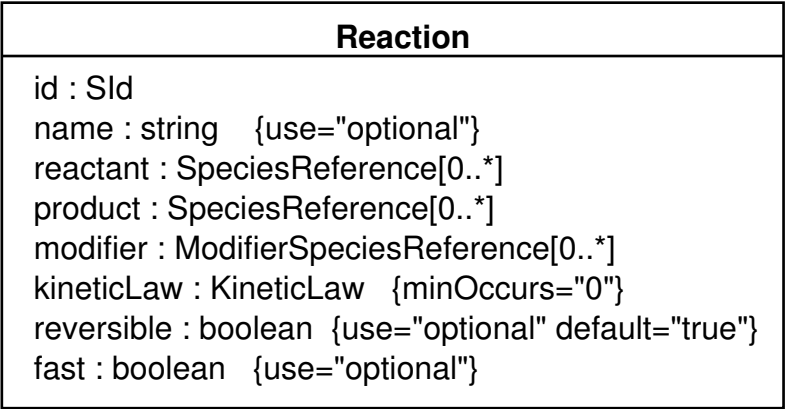 Reaction
id : SId
name : string {use="optional"}
reactant : SpeciesReference[0..*]
product : SpeciesReference[0..*]
modifier : ModifierSpeciesReference[0..*]
kineticLaw : KineticLaw {minOccurs="0"}
reversible : boolean {use="optional" default="true"}
fast : boolean {use="optional"}